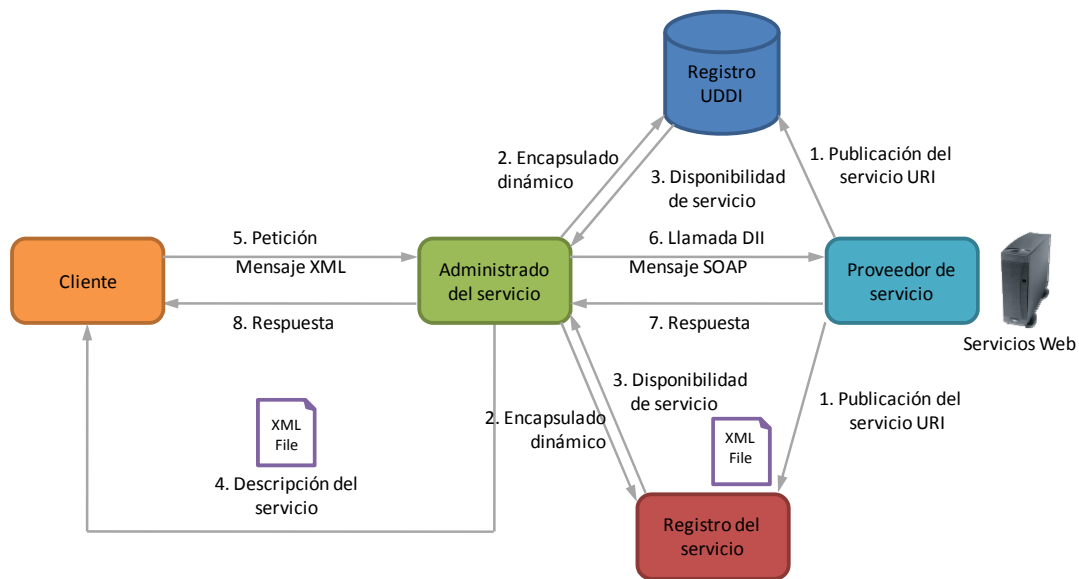 Registro
UDDI
2. Encapsulado
dinámico
3. Disponibilidad
de servicio
1. Publicación del
servicio URI
5. Petición
Mensaje XML
6. Llamada DII
Mensaje SOAP
Cliente
Administrado
del servicio
Proveedor de
servicio
8. Respuesta
7. Respuesta
Servicios Web
3. Disponibilidad
de servicio
2. Encapsulado
dinámico
1. Publicación del
servicio URI
XML
File
XML
File
4. Descripción del
servicio
Registro del
servicio